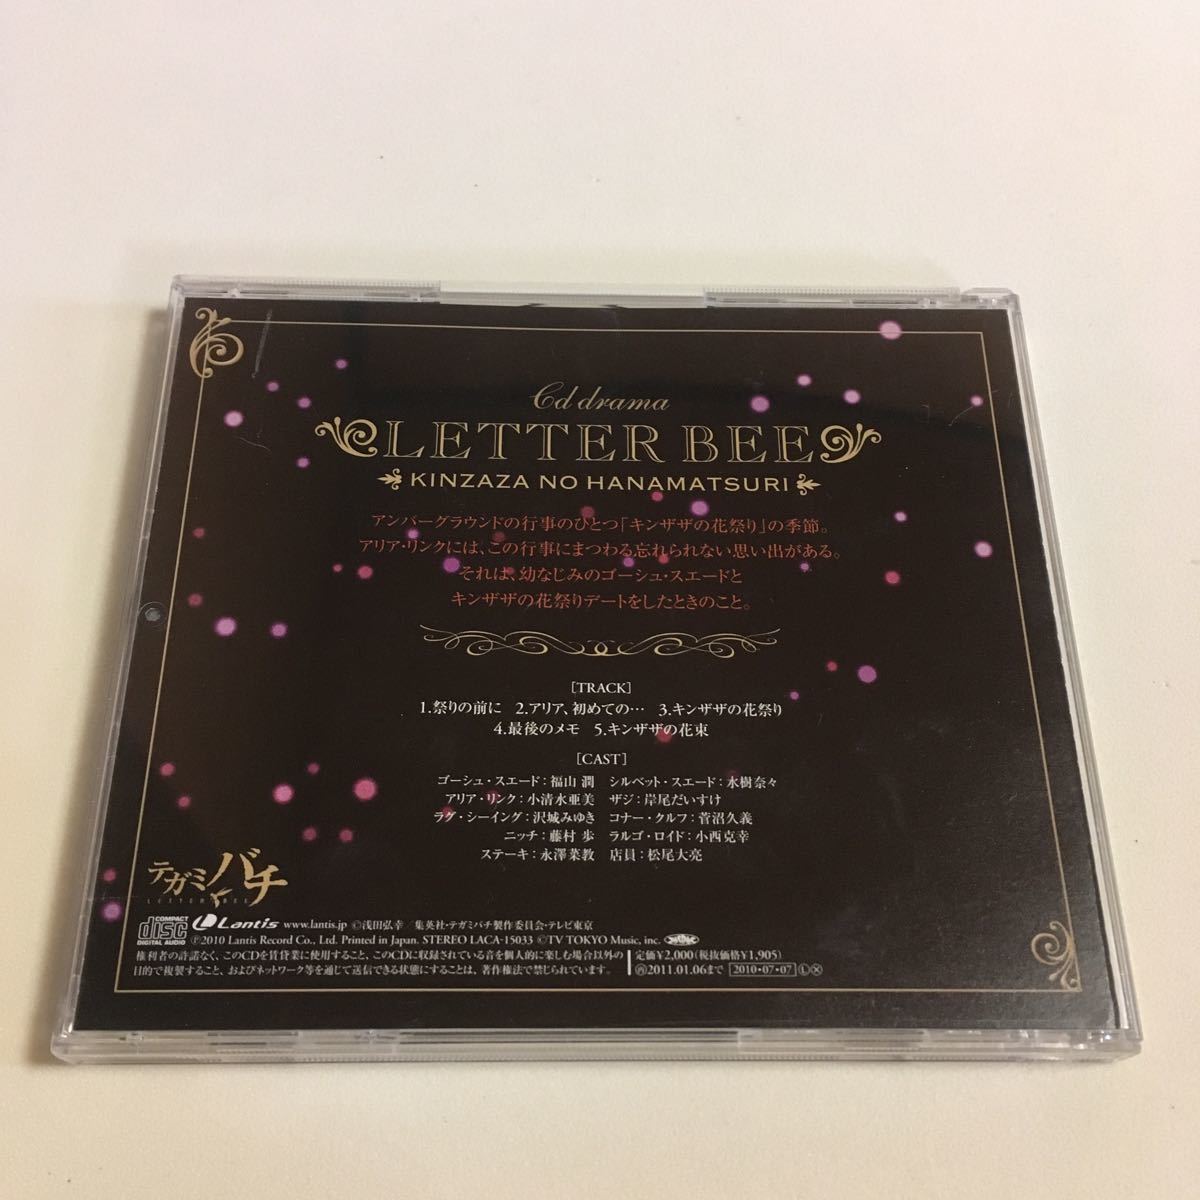 Cd drama
LETTER BEE
KINZAZA NO HANAMATSURI
アンバーグラウンドの行事のひとつ「キンザザの花祭り」の季節。
アリア・リンクには、この行事にまつわる忘れられない思い出がある。
それは、幼なじみのゴーシュ・スエードと
キンザザの花祭りデートをしたときのこと。
[TRACK]
1.祭りの前に 2.アリア、初めての… 3.キンザザの花祭り
4.最後のメモ 5.キンザザの花束
[CAST]
ゴーシュ・スエード：福山 潤 シルベット・スエード：水樹奈々
アリア・リンク：小清水亜美 ザジ：岸尾だいすけ
ラグ・シーイング：沢城みゆき コナー・クルフ：菅沼久義
ニッチ：藤村 歩 ラルゴ・ロイド：小西克幸
ステーキ：永澤菜教 店員：松尾大亮
テガミバチ
LETTER BEE
COMPACT disc DIGITAL AUDIO Lantis www.lantis.jp ©浅田弘幸／集英社・テガミバチ製作委員会・テレビ東京
℗2010 Lantis Record Co., Ltd. Printed in Japan. STEREO LACA-15033 ©TV TOKYO Music, inc.
権利者の許諾なく、このCDを賃貸業に使用すること、このCDに収録されている音を個人的に楽しむ場合以外の
目的で複製すること、およびネットワーク等を通じて送信できる状態にすることは、著作権法で禁じられています。
定価¥2,000(税抜価格¥1,905)
㋐2011.01.06まで 2010・07・07 Ⓛ Ⓧ